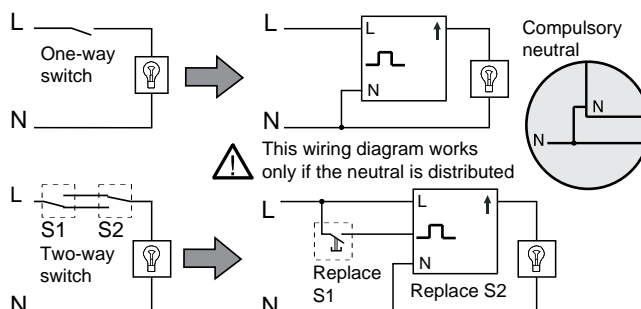 L
One-way
switch
N
L
N
L
N
Compulsory
neutral
N
N
This wiring diagram works
only if the neutral is distributed
L
S1 S2
Two-way
switch
N
L
Replace
S1
L
N
Replace S2
N